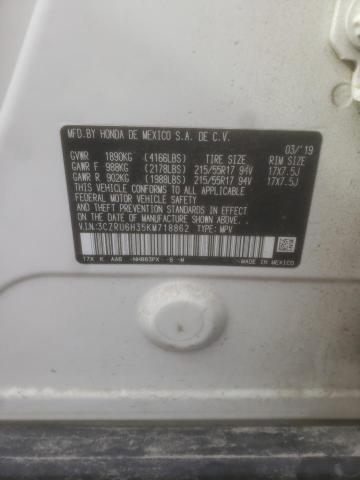 MFD.BY HONDA DE MEXICO S.A. DE C.V. 03/'19
GVWR 1890KG (4166LBS) TIRE SIZE RIM SIZE
GAWR F 988KG (2178LBS) 215/55R17 94V 17X7.5J
GAWR R 902KG (1988LBS) 215/55R17 94V 17X7.5J
THIS VEHICLE CONFORMS TO ALL APPLICABLE
FEDERAL MOTOR VEHICLE SAFETY AND THEFT PREVENTION
STANDARDS IN EFFECT ON THE DATE OF MANUFACTURE SHOWN ABOVE.
V.I.N.:3CZRU6H35KM718862 TYPE: MPV
T7X K AAB NH883PX -B -M
MADE IN MEXICO